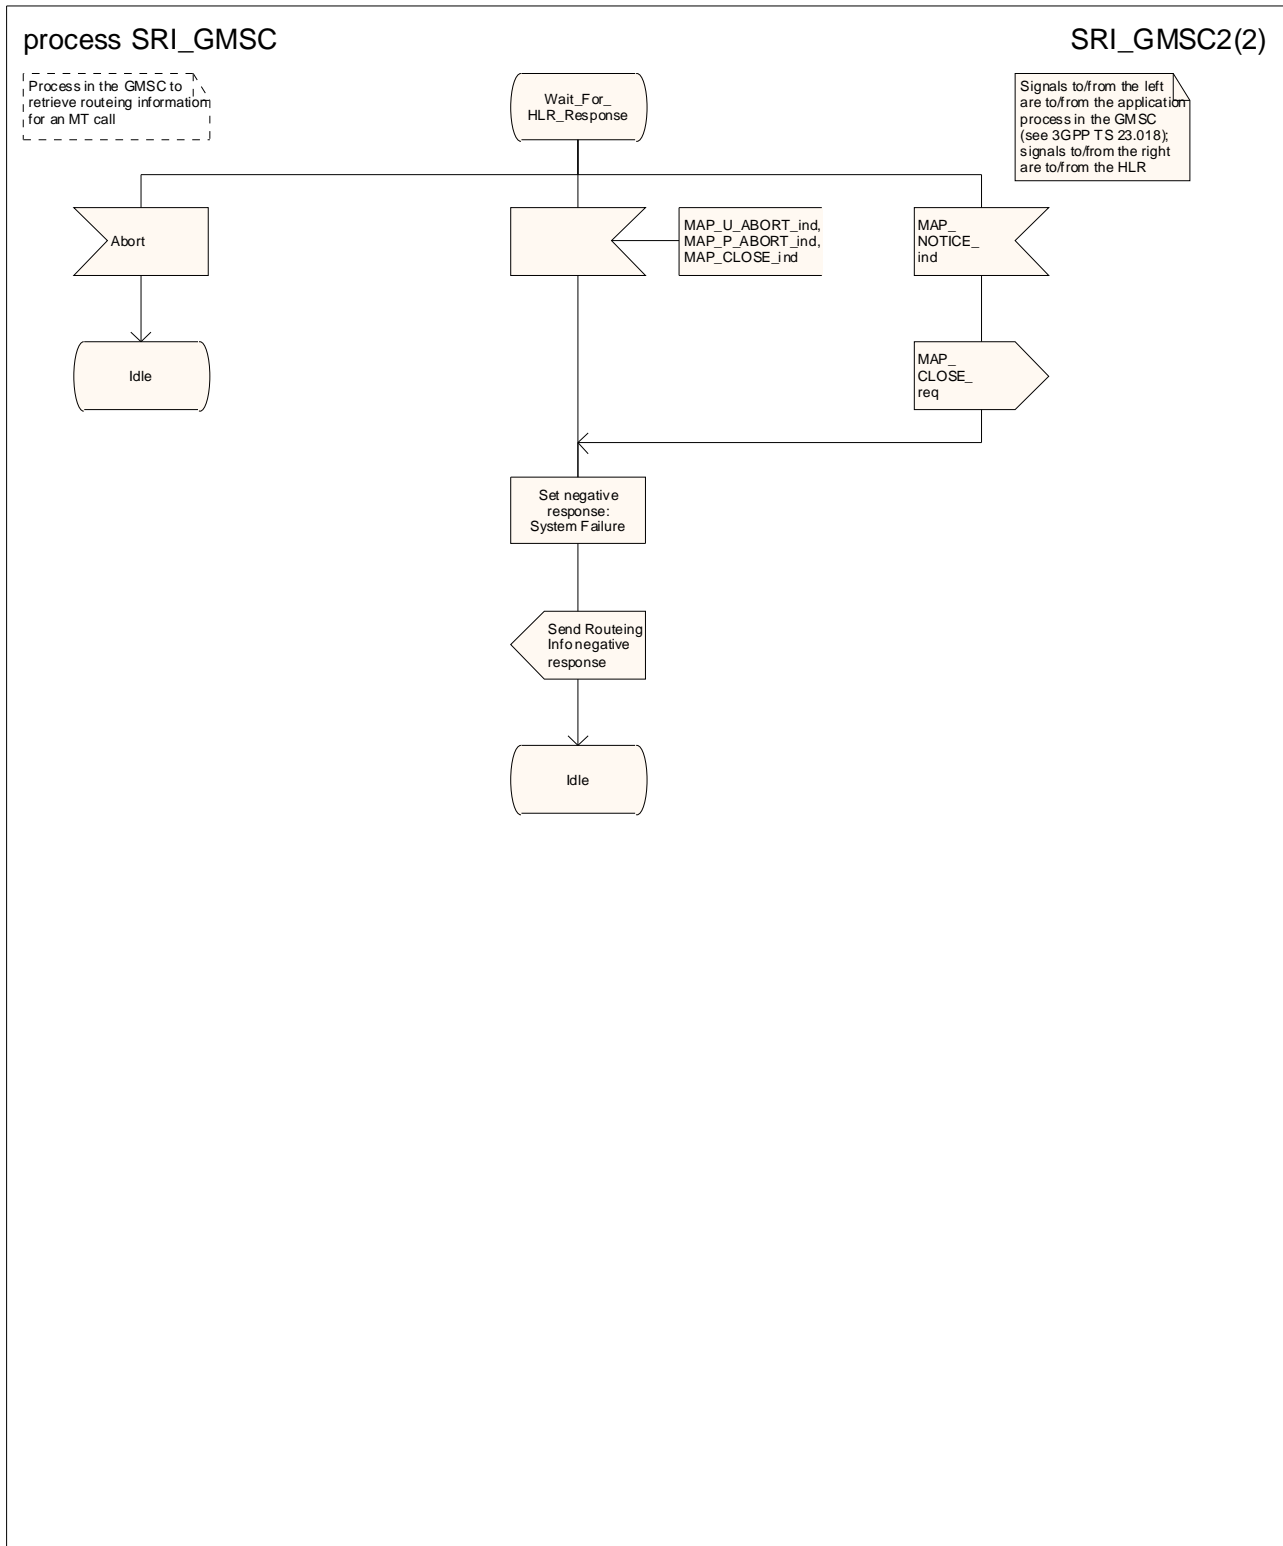 process SRI_GMSC
SRI_GMSC2(2)
Process in the GMSC to
retrieve routeing information
for an MT call
Wait_For_
HLR_Response
Signals to/from the left
are to/from the application
process in the GMSC
(see 3GPP TS 23.018);
signals to/from the right
are to/from the HLR
Abort
MAP_U_ABORT_ind,
MAP_P_ABORT_ind,
MAP_CLOSE_ind
MAP_
NOTICE_
ind
Idle
MAP_
CLOSE_
req
Set negative
response:
System Failure
Send Routeing
Info negative
response
Idle